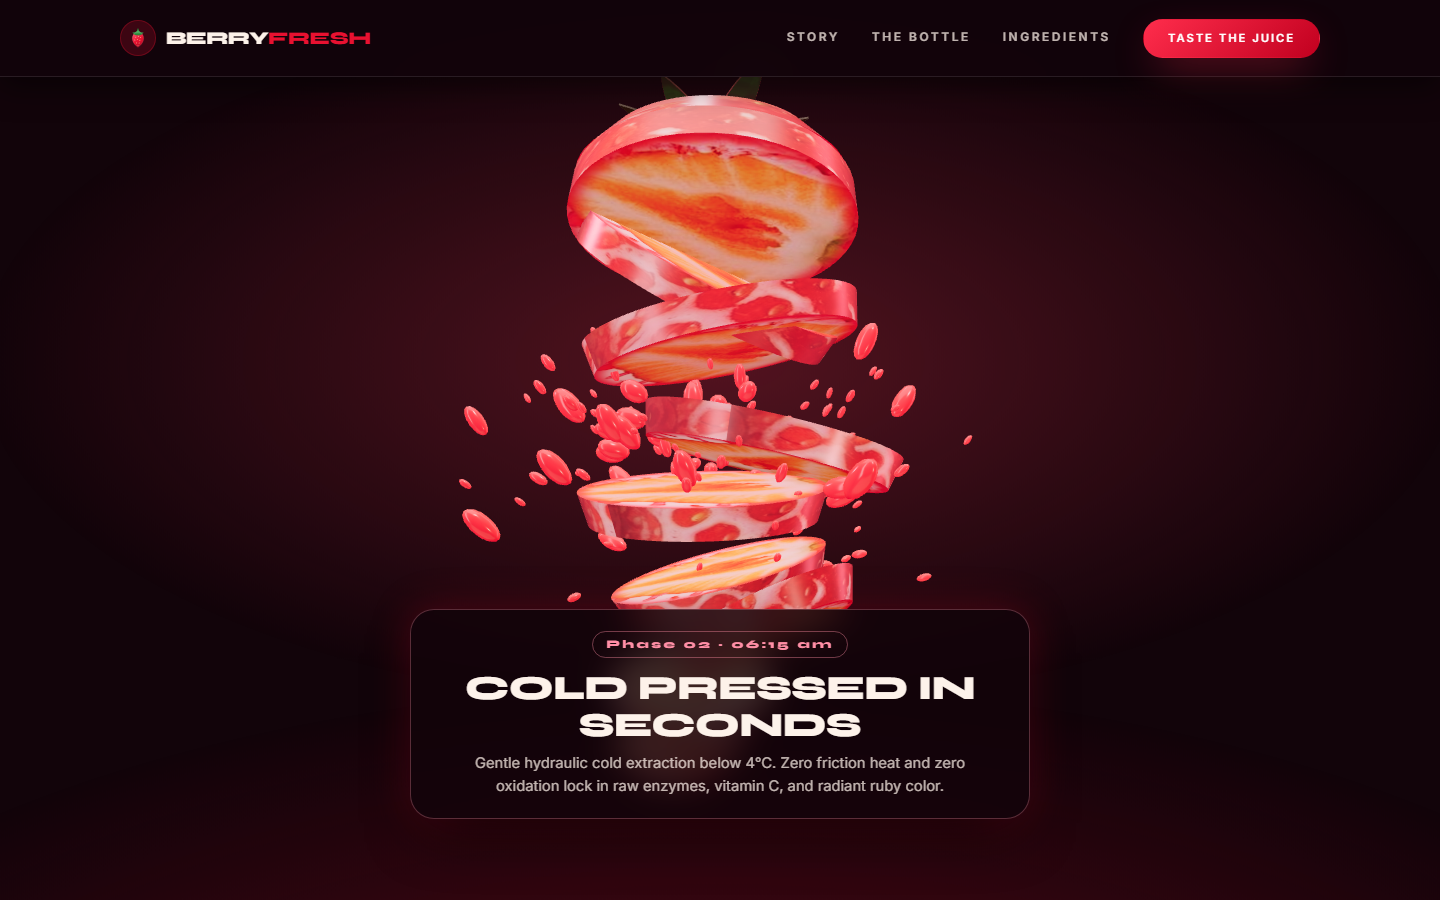 BERRYFRESH
STORY
THE BOTTLE
INGREDIENTS
TASTE THE JUICE
Phase 02 · 06:15 am
COLD PRESSED IN
SECONDS
Gentle hydraulic cold extraction below 4°C. Zero friction heat and zero
oxidation lock in raw enzymes, vitamin C, and radiant ruby color.